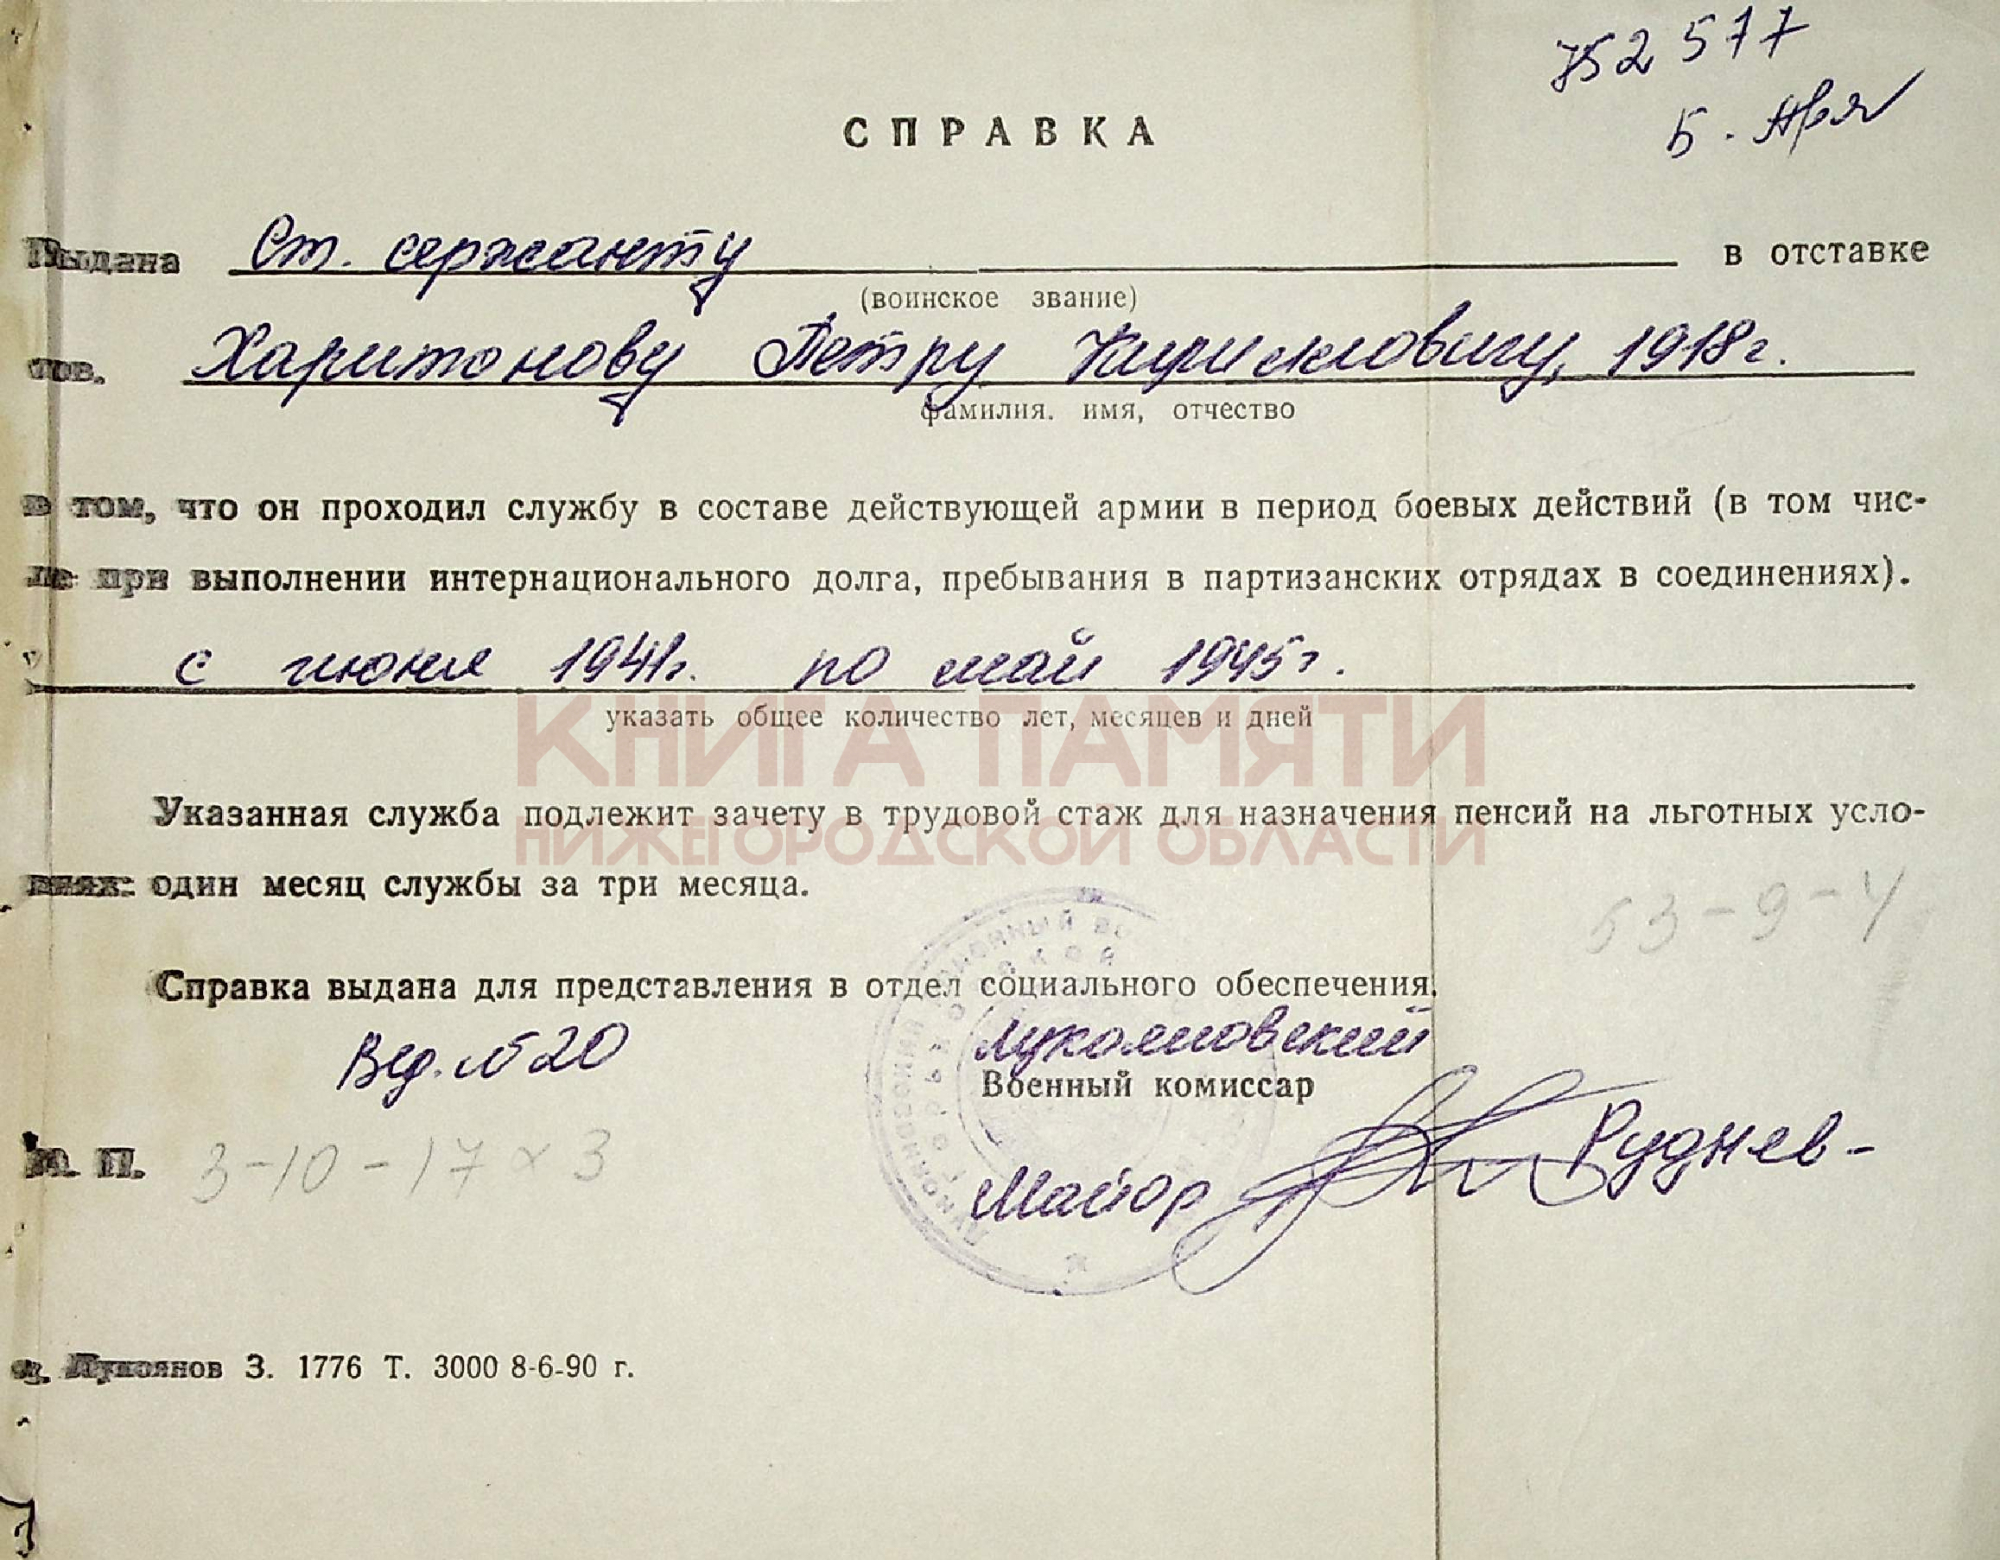 752 577
5.
СПРАВКА
Выдана Ст. сержанту в отставке
(воинское звание)
тов. Харитонову Петру Кирилловичу, 1918г.
фамилия. имя, отчество
в том, что он проходил службу в составе действующей армии в период боевых действий (в том чис-
ле при выполнении интернационального долга, пребывания в партизанских отрядах в соединениях).
с июня 1941г. по май 1945г.
КНИГА ПАМЯТИ
указать общее количество лет, месяцев и дней
Указанная служба подлежит зачету в трудовой стаж для назначения пенсий на льготных усло-
НИЖЕГОРОДСКОЙ ОБЛАСТИ
виях: один месяц службы за три месяца.
53-9-4
Справка выдана для представления в отдел социального обеспечения.
Вед. №20 Лукояновский
Военный комиссар
М. П. 3-10-17 х 3
Майор Руднев-
г. Лукоянов З. 1776 Т. 3000 8-6-90 г.